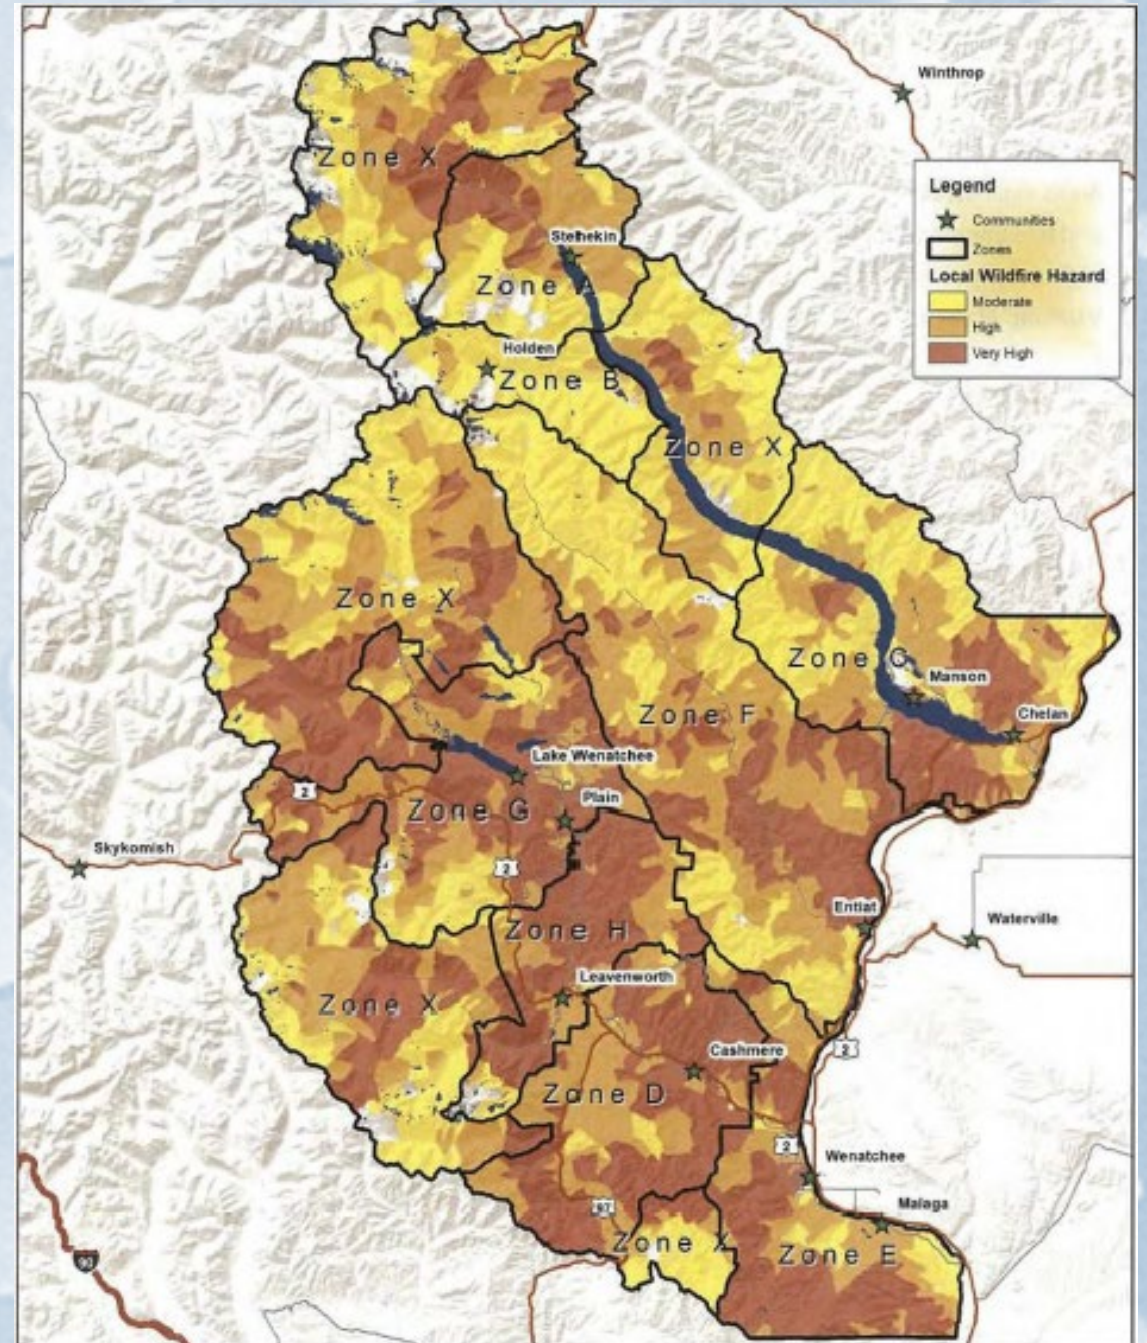 Winthrop
Zone X
Legend
Communities
Zones
Local Wildfire Hazard
Moderate
High
Very High
Stehekin
Zone A
Holden
Zone B
Zone X
Zone X
Zone C
Manson
Zone F
Chelan
Lake Wenatchee
2
Plain
Zone G
Skykomish
2
Entiat
Waterville
Zone H
Leavenworth
Zone X
Cashmere
2
Zone D
2
Wenatchee
Malaga
97
Zone X
Zone E
90